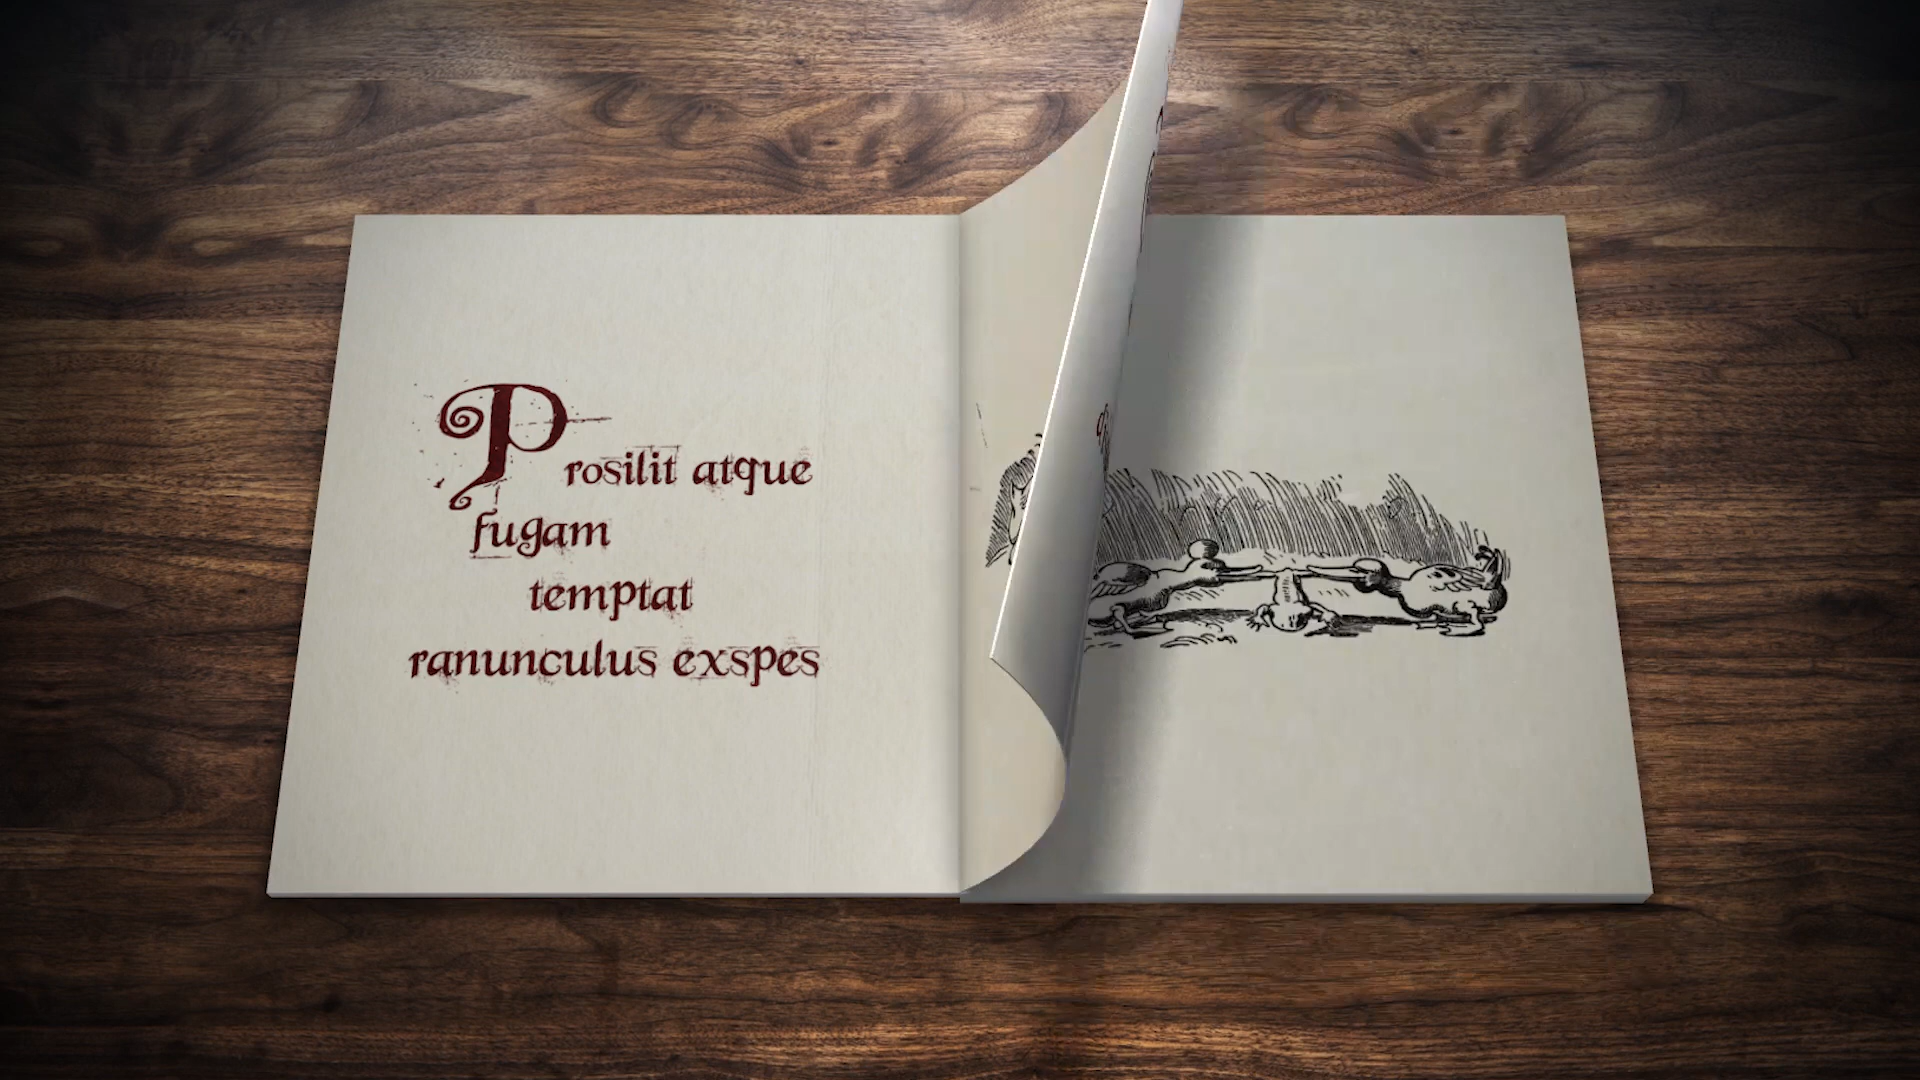 Prosilit atque
fugam
temptat
ranunculus exspes